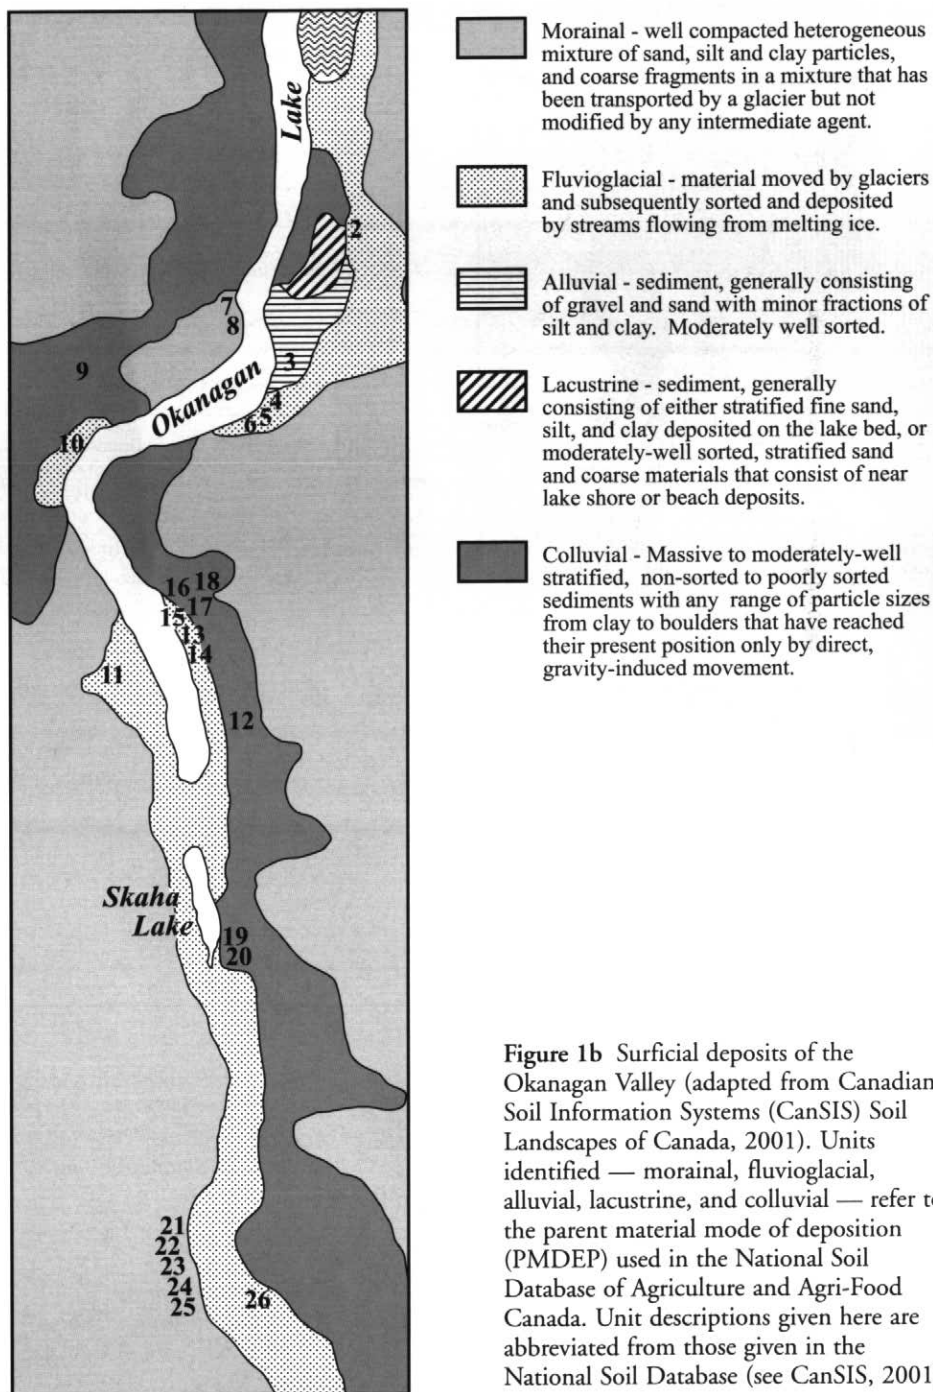 Lake
2
7
8
3
9
Okanagan
4
5
6
10
16 18
17
15
13
14
11
12
Skaha
Lake
19
20
21
22
23
24
25
26
Morainal - well compacted heterogeneous
mixture of sand, silt and clay particles,
and coarse fragments in a mixture that has
been transported by a glacier but not
modified by any intermediate agent.
Fluvioglacial - material moved by glaciers
and subsequently sorted and deposited
by streams flowing from melting ice.
Alluvial - sediment, generally consisting
of gravel and sand with minor fractions of
silt and clay. Moderately well sorted.
Lacustrine - sediment, generally
consisting of either stratified fine sand,
silt, and clay deposited on the lake bed, or
moderately-well sorted, stratified sand
and coarse materials that consist of near
lake shore or beach deposits.
Colluvial - Massive to moderately-well
stratified, non-sorted to poorly sorted
sediments with any range of particle sizes
from clay to boulders that have reached
their present position only by direct,
gravity-induced movement.
Figure 1b Surficial deposits of the
Okanagan Valley (adapted from Canadian
Soil Information Systems (CanSIS) Soil
Landscapes of Canada, 2001). Units
identified — morainal, fluvioglacial,
alluvial, lacustrine, and colluvial — refer to
the parent material mode of deposition
(PMDEP) used in the National Soil
Database of Agriculture and Agri-Food
Canada. Unit descriptions given here are
abbreviated from those given in the
National Soil Database (see CanSIS, 2001